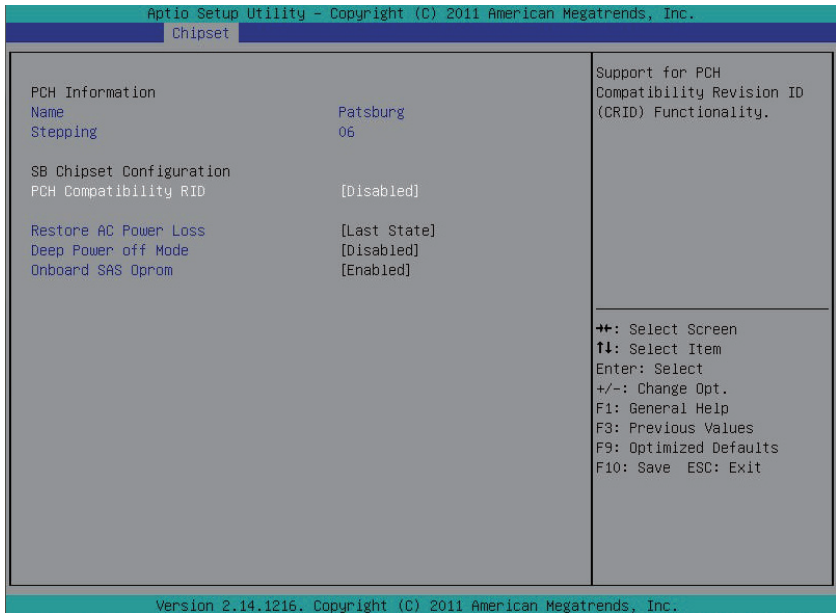 Aptio Setup Utility – Copyright (C) 2011 American Megatrends, Inc.
Chipset
PCH Information
Name Patsburg
Stepping 06
SB Chipset Configuration
PCH Compatibility RID [Disabled]
Restore AC Power Loss [Last State]
Deep Power off Mode [Disabled]
Onboard SAS Oprom [Enabled]
Support for PCH
Compatibility Revision ID
(CRID) Functionality.
→←: Select Screen
↑↓: Select Item
Enter: Select
+/-: Change Opt.
F1: General Help
F3: Previous Values
F9: Optimized Defaults
F10: Save ESC: Exit
Version 2.14.1216. Copyright (C) 2011 American Megatrends, Inc.